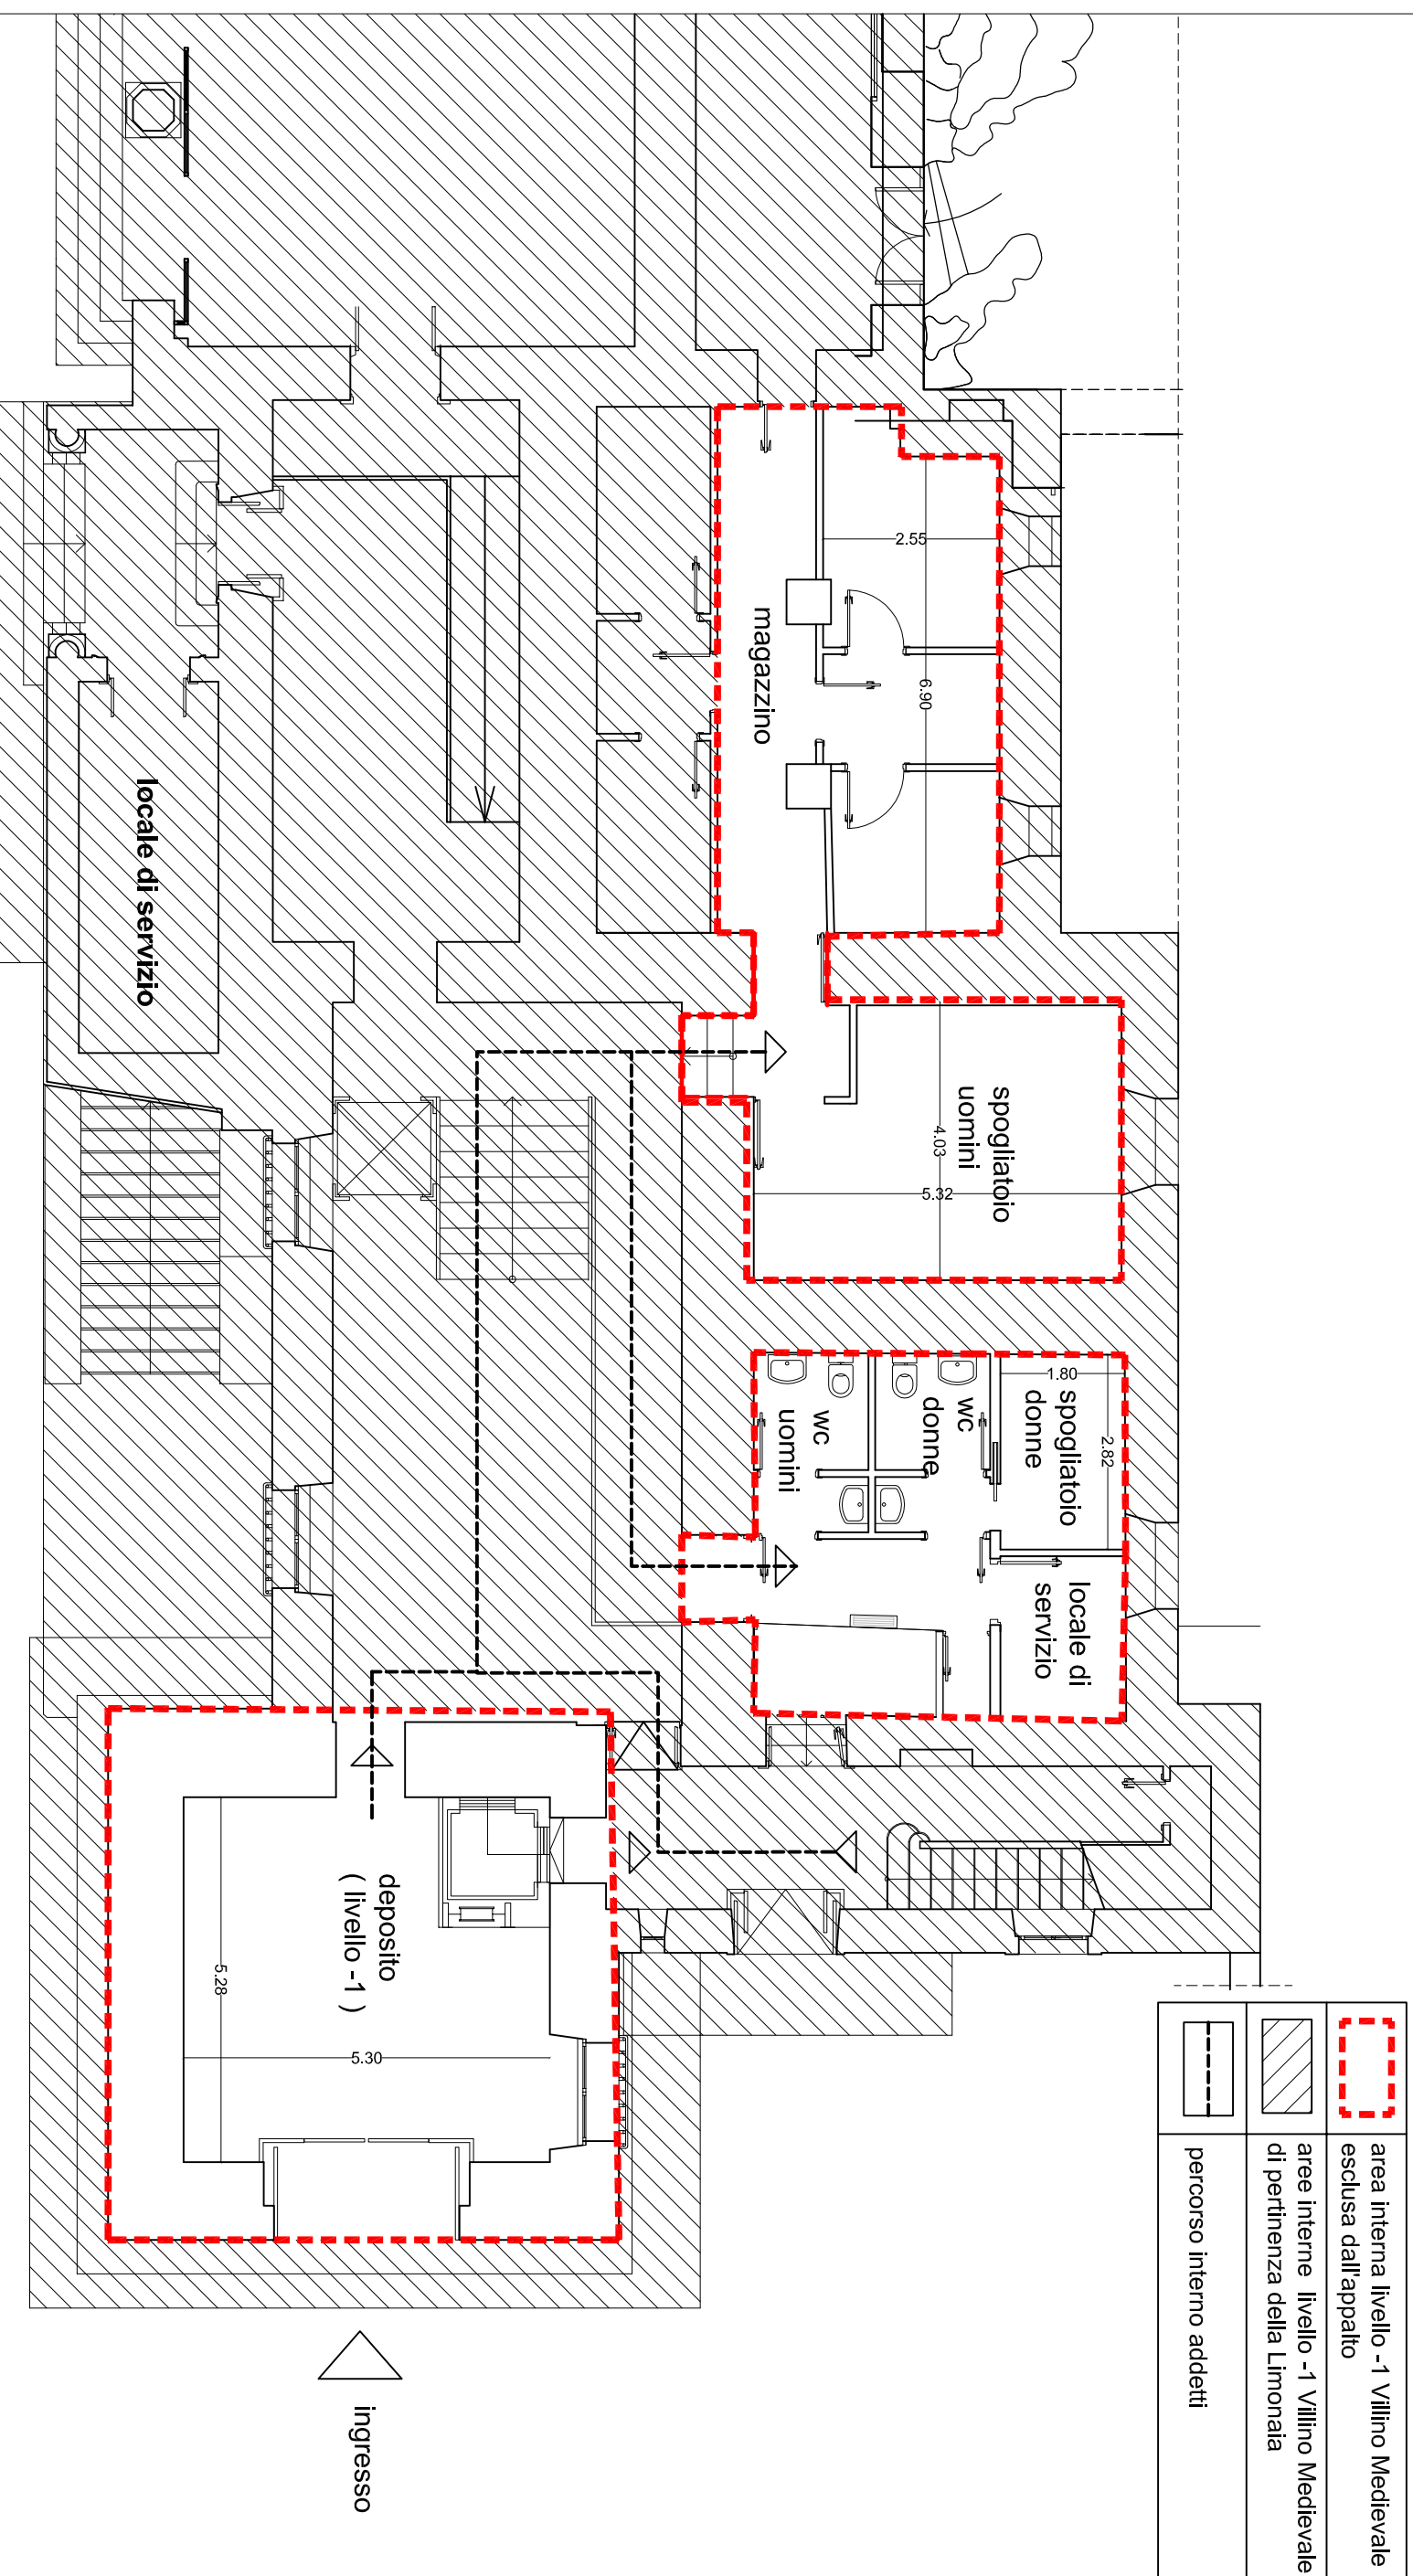 area interna livello -1 Villino Medievale
esclusa dall'appalto
aree interne livello -1 Villino Medievale
di pertinenza della Limonaia
percorso interno addetti
2.55
6.90
magazzino
spogliatoio
uomini
4.03
5.32
1.80
2.82
spogliatoio
donne
wc
donne
wc
uomini
locale di
servizio
locale di servizio
deposito
( livello -1 )
5.28
5.30
ingresso